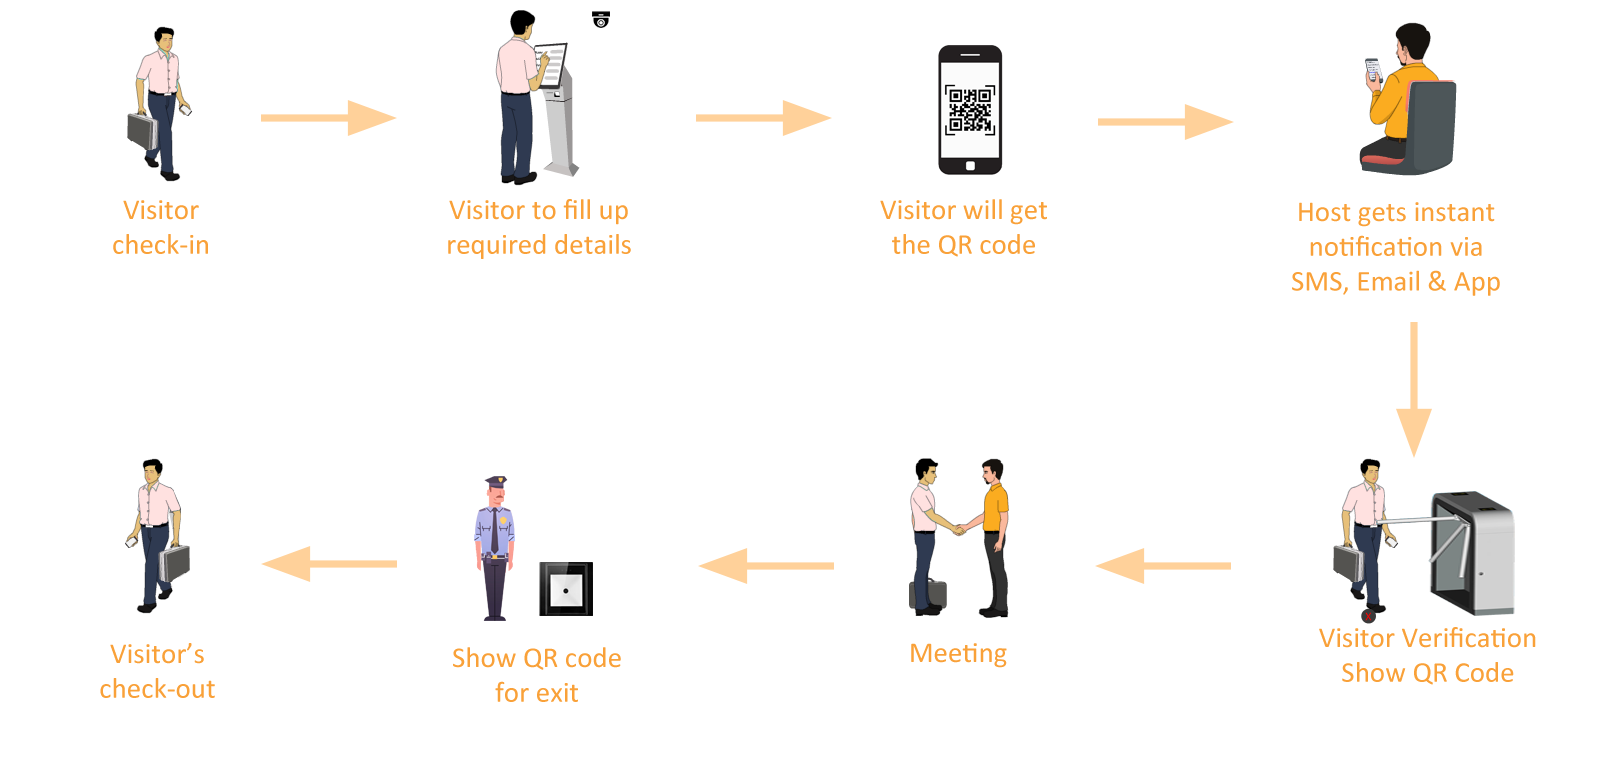 Visitor
check-in
Visitor to fill up
required details
Visitor will get
the QR code
Host gets instant
notification via
SMS, Email & App
Visitor Verification
Show QR Code
Meeting
Show QR code
for exit
Visitor’s
check-out